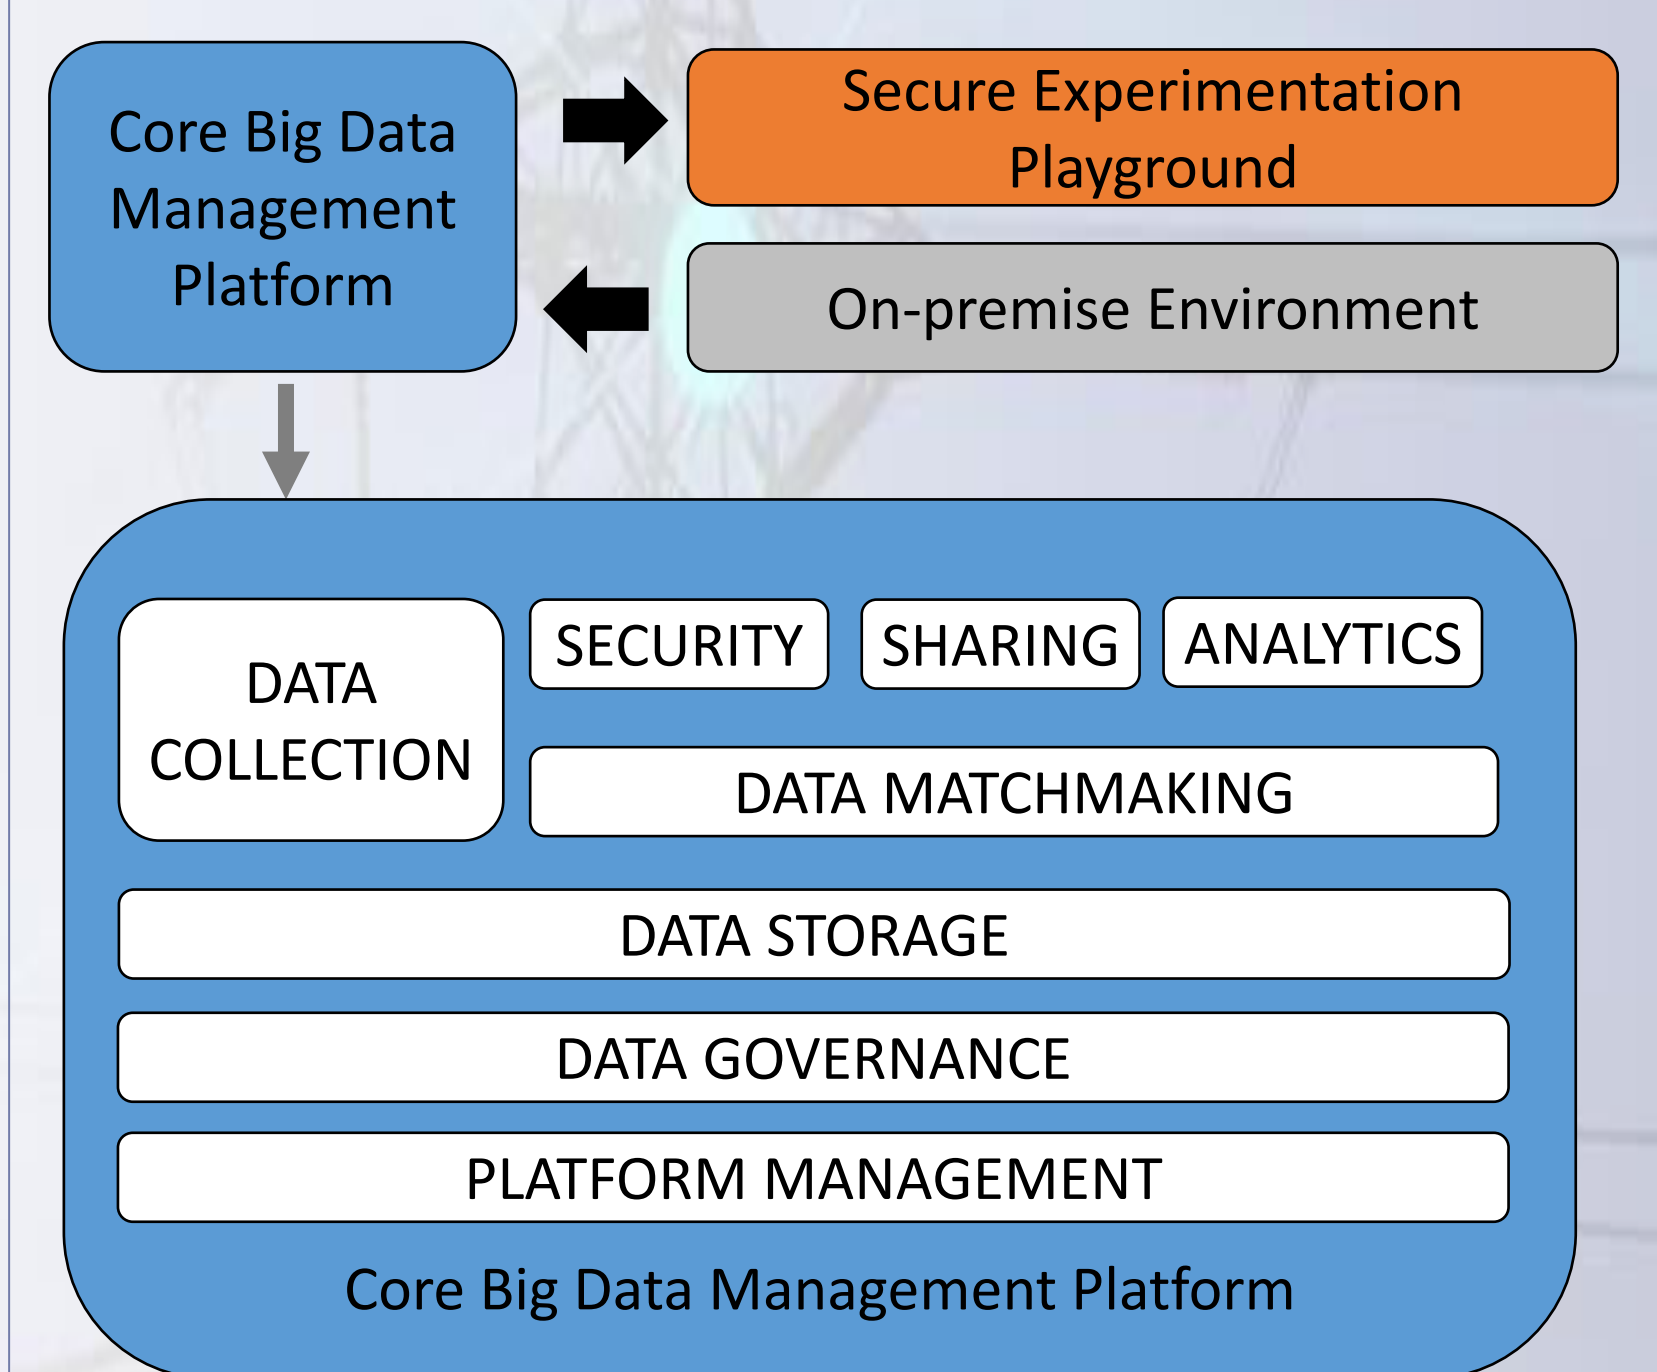 Core Big Data
Management
Platform
Secure Experimentation
Playground
On-premise Environment
DATA
COLLECTION
SECURITY
SHARING
ANALYTICS
DATA MATCHMAKING
DATA STORAGE
DATA GOVERNANCE
PLATFORM MANAGEMENT
Core Big Data Management Platform